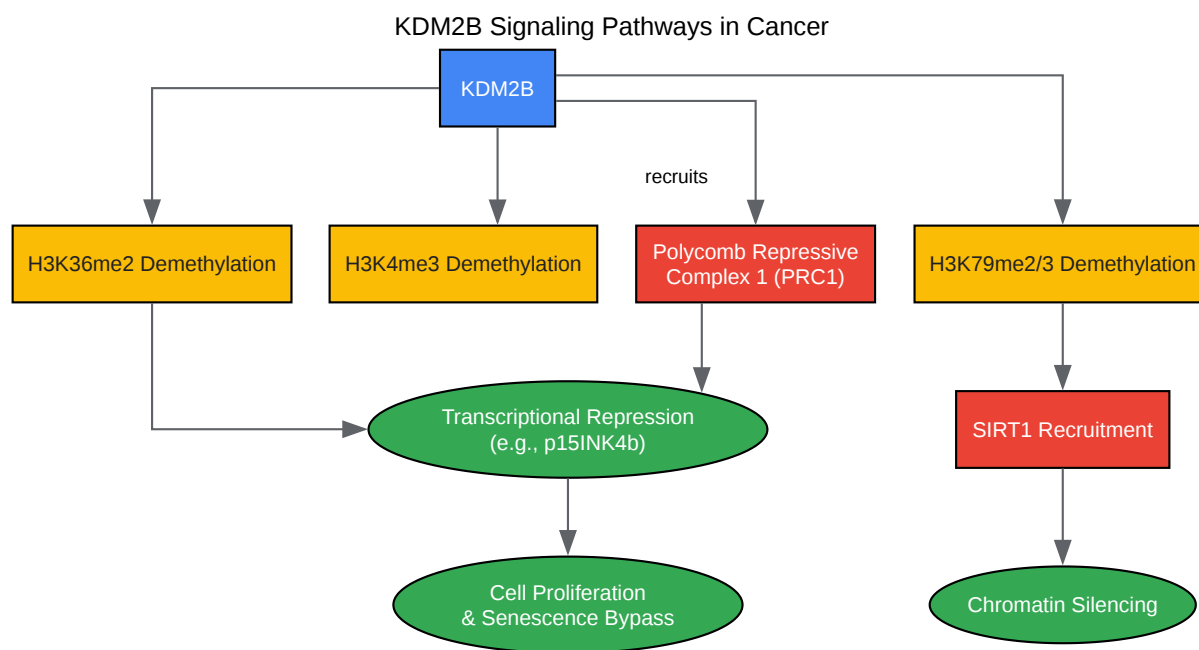 KDM2B Signaling Pathways in Cancer
KDM2B
recruits
H3K36me2 Demethylation
H3K4me3 Demethylation
Polycomb Repressive
Complex 1 (PRC1)
H3K79me2/3 Demethylation
Transcriptional Repression
(e.g., p15INK4b)
SIRT1 Recruitment
Cell Proliferation
& Senescence Bypass
Chromatin Silencing